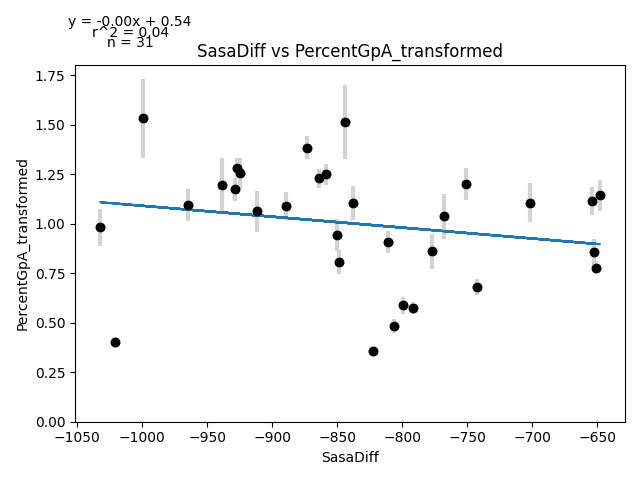 y = -0.00x + 0.54
r^2 = 0.04
n = 31
SasaDiff vs PercentGpA_transformed
PercentGpA_transformed
1.75
1.50
1.25
1.00
0.75
0.50
0.25
0.00
−1050 −1000 −950 −900 −850 −800 −750 −700 −650
SasaDiff